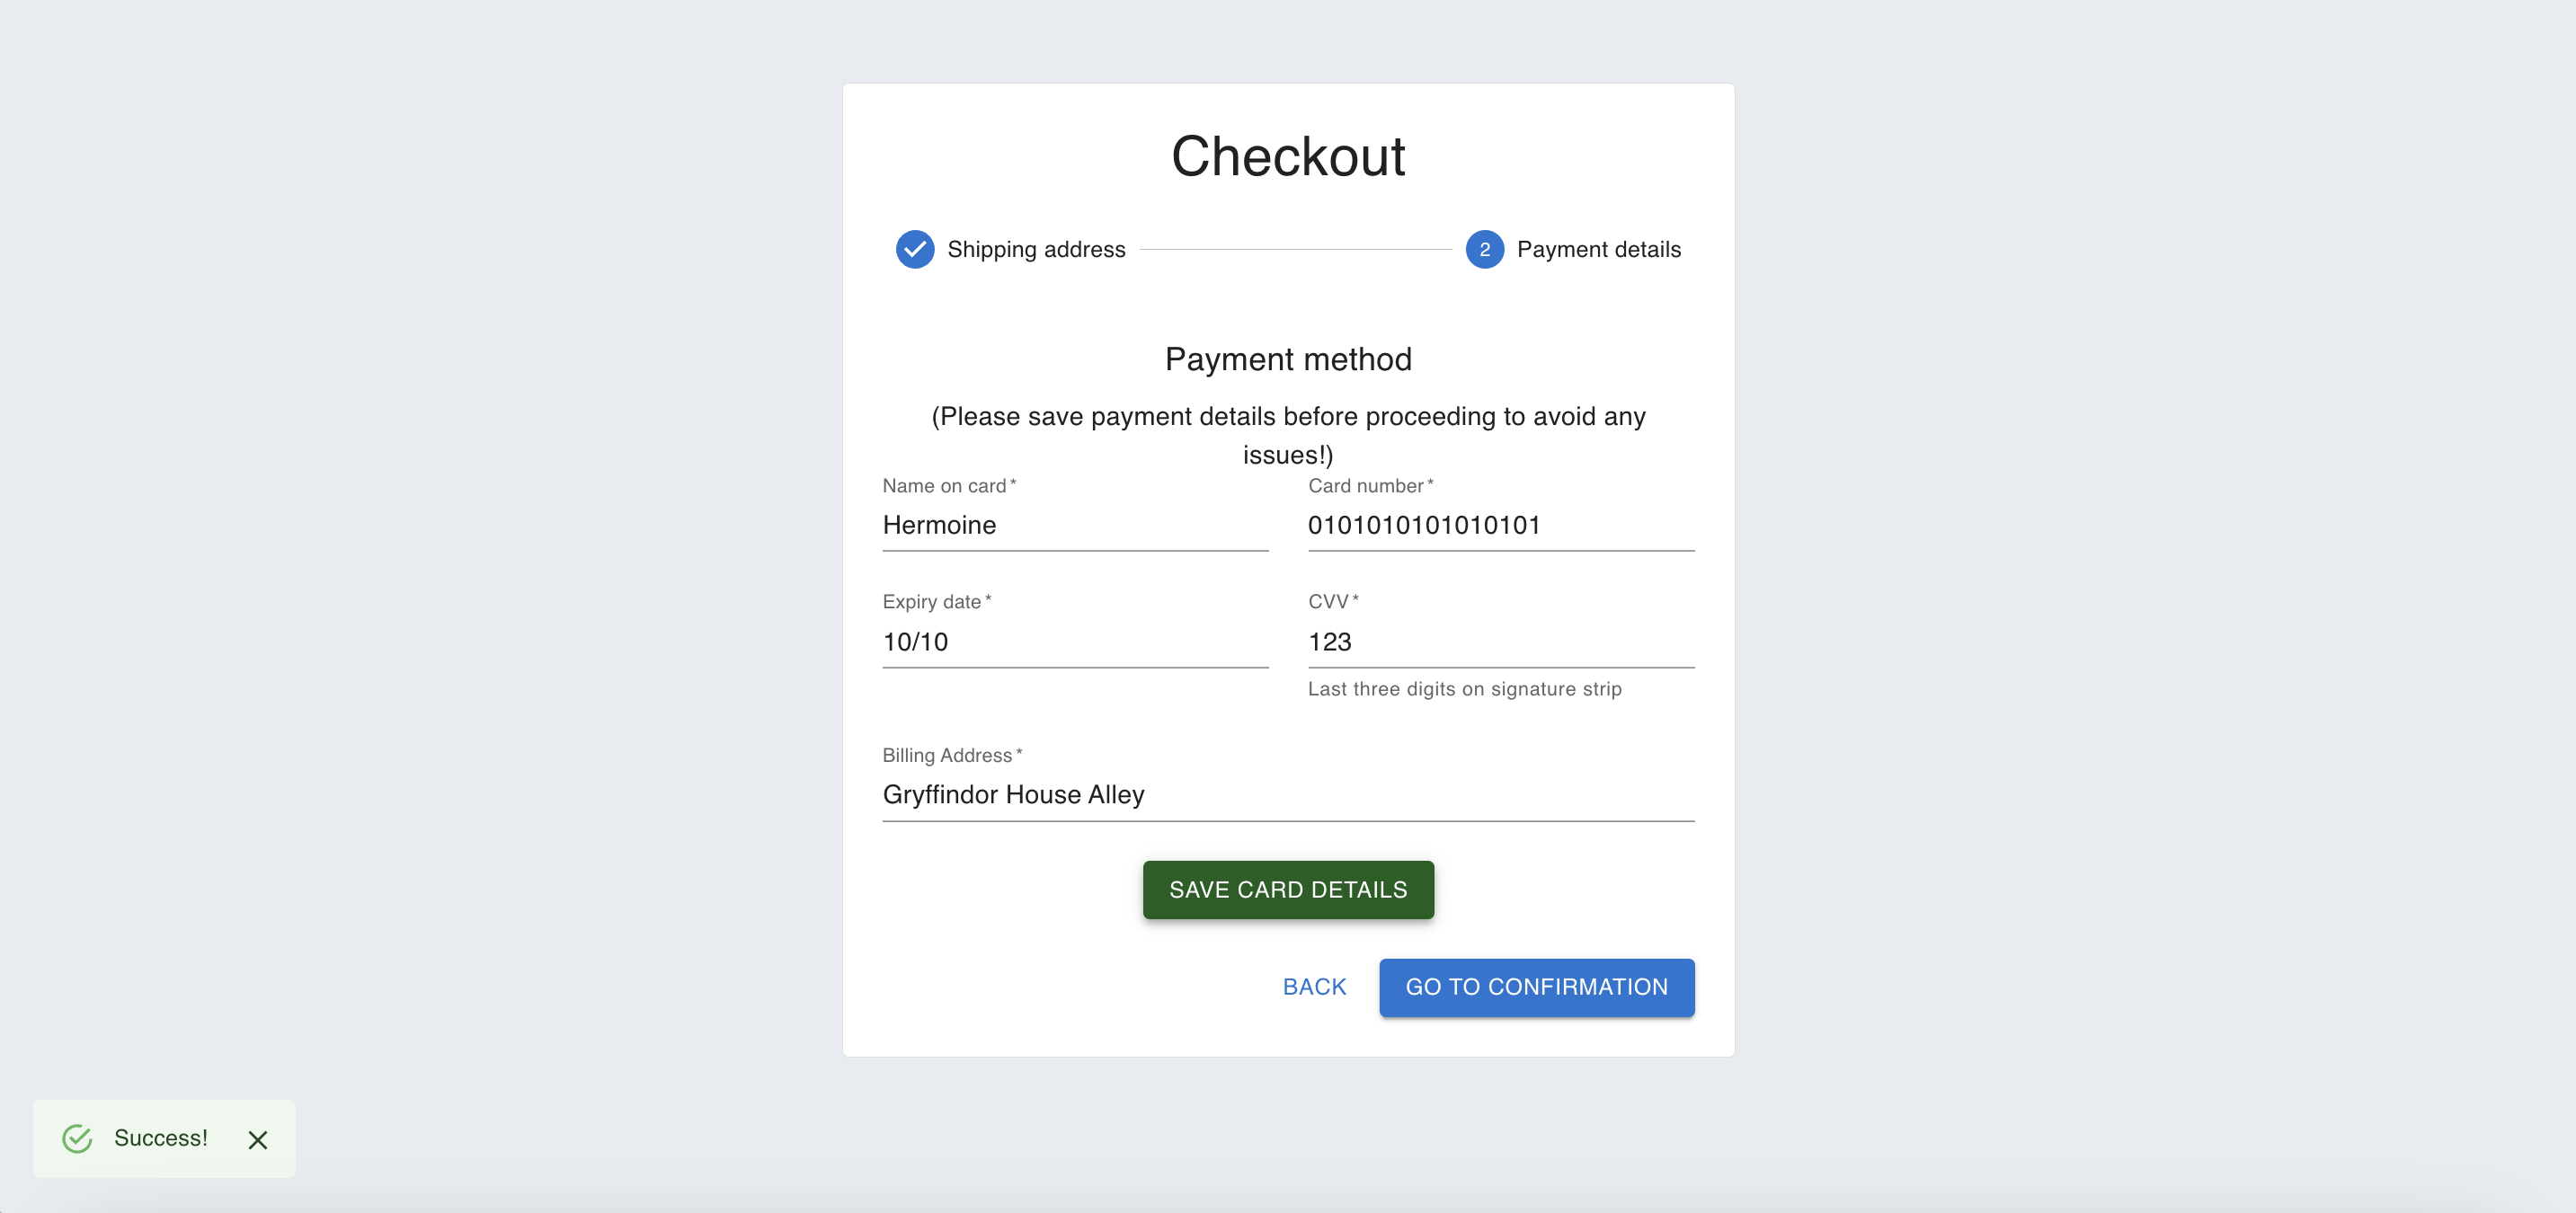 Checkout
Shipping address
2 Payment details
Payment method
(Please save payment details before proceeding to avoid any
issues!)
Name on card *
Hermoine
Card number *
0101010101010101
Expiry date *
10/10
CVV *
123
Last three digits on signature strip
Billing Address *
Gryffindor House Alley
SAVE CARD DETAILS
BACK
GO TO CONFIRMATION
Success!